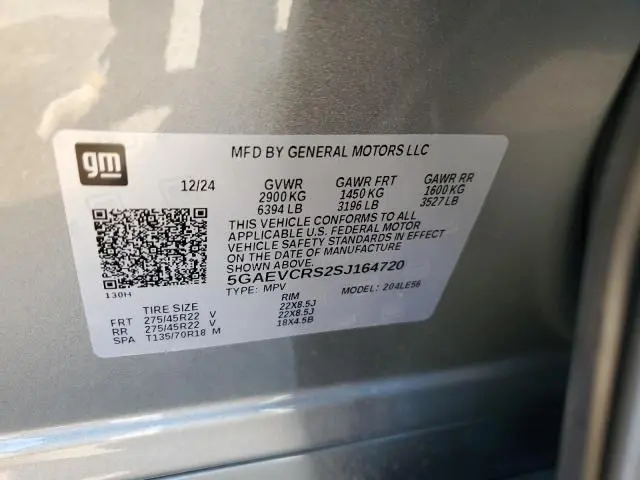 gm
MFD BY GENERAL MOTORS LLC
12/24 GVWR GAWR FRT GAWR RR
2900 KG 1450 KG 1600 KG
6394 LB 3196 LB 3527 LB
THIS VEHICLE CONFORMS TO ALL
APPLICABLE U.S. FEDERAL MOTOR
VEHICLE SAFETY STANDARDS IN EFFECT
ON THE DATE OF MANUFACTURE
SHOWN ABOVE.
5GAEVCRS2SJ164720
130H
TYPE: MPV MODEL: 204LE56
TIRE SIZE RIM
FRT 275/45R22 V 22X8.5J
RR 275/45R22 V 22X8.5J
SPA T135/70R18 M 18X4.5B